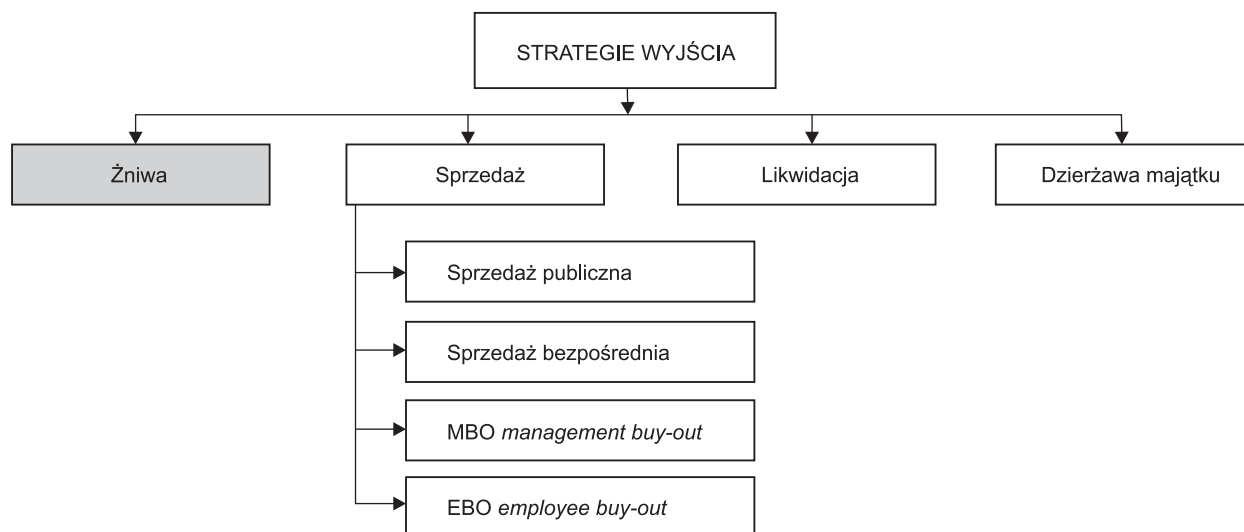 STRATEGIE WYJŚCIA
Żniwa
Sprzedaż
Likwidacja
Dzierżawa majątku
Sprzedaż publiczna
Sprzedaż bezpośrednia
MBO management buy-out
EBO employee buy-out